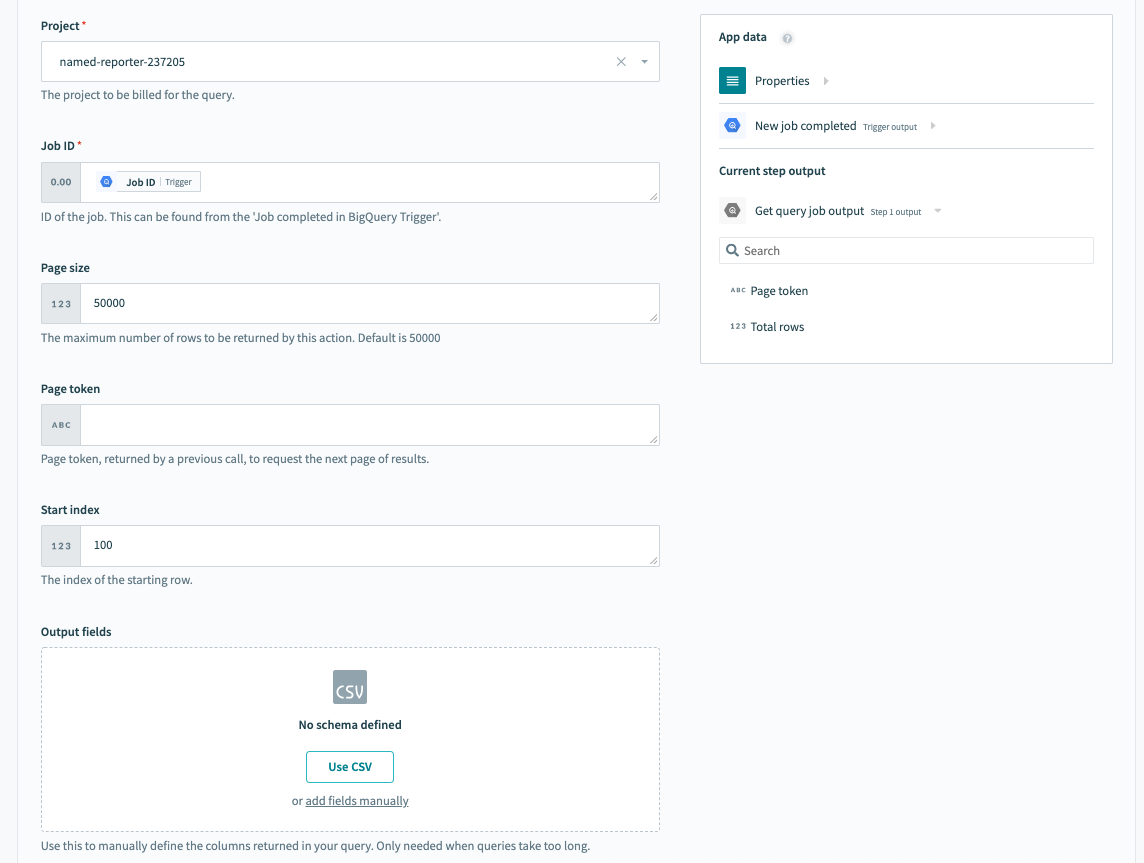 Project *
named-reporter-237205
The project to be billed for the query.
Job ID *
0.00
Job ID | Trigger
ID of the job. This can be found from the 'Job completed in BigQuery Trigger'.
Page size
123
50000
The maximum number of rows to be returned by this action. Default is 50000
Page token
ABC
Page token, returned by a previous call, to request the next page of results.
Start index
123
100
The index of the starting row.
Output fields
CSV
No schema defined
Use CSV
or add fields manually
Use this to manually define the columns returned in your query. Only needed when queries take too long.
App data ?
Properties
New job completed Trigger output
Current step output
Get query job output Step 1 output
Search
ABC Page token
123 Total rows